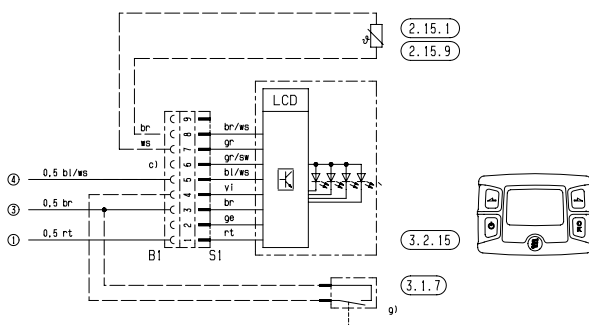 2.15.1
2.15.9
LCD
9
br 8 br/ws
ws 7 gr
c) 6 gr/sw
④ 0,5 bl/ws 5 bl/ws
4 vi
③ 0,5 br 3 br
2 ge
① 0,5 rt 1 rt
B1 S1
3.2.15
3.1.7
g)